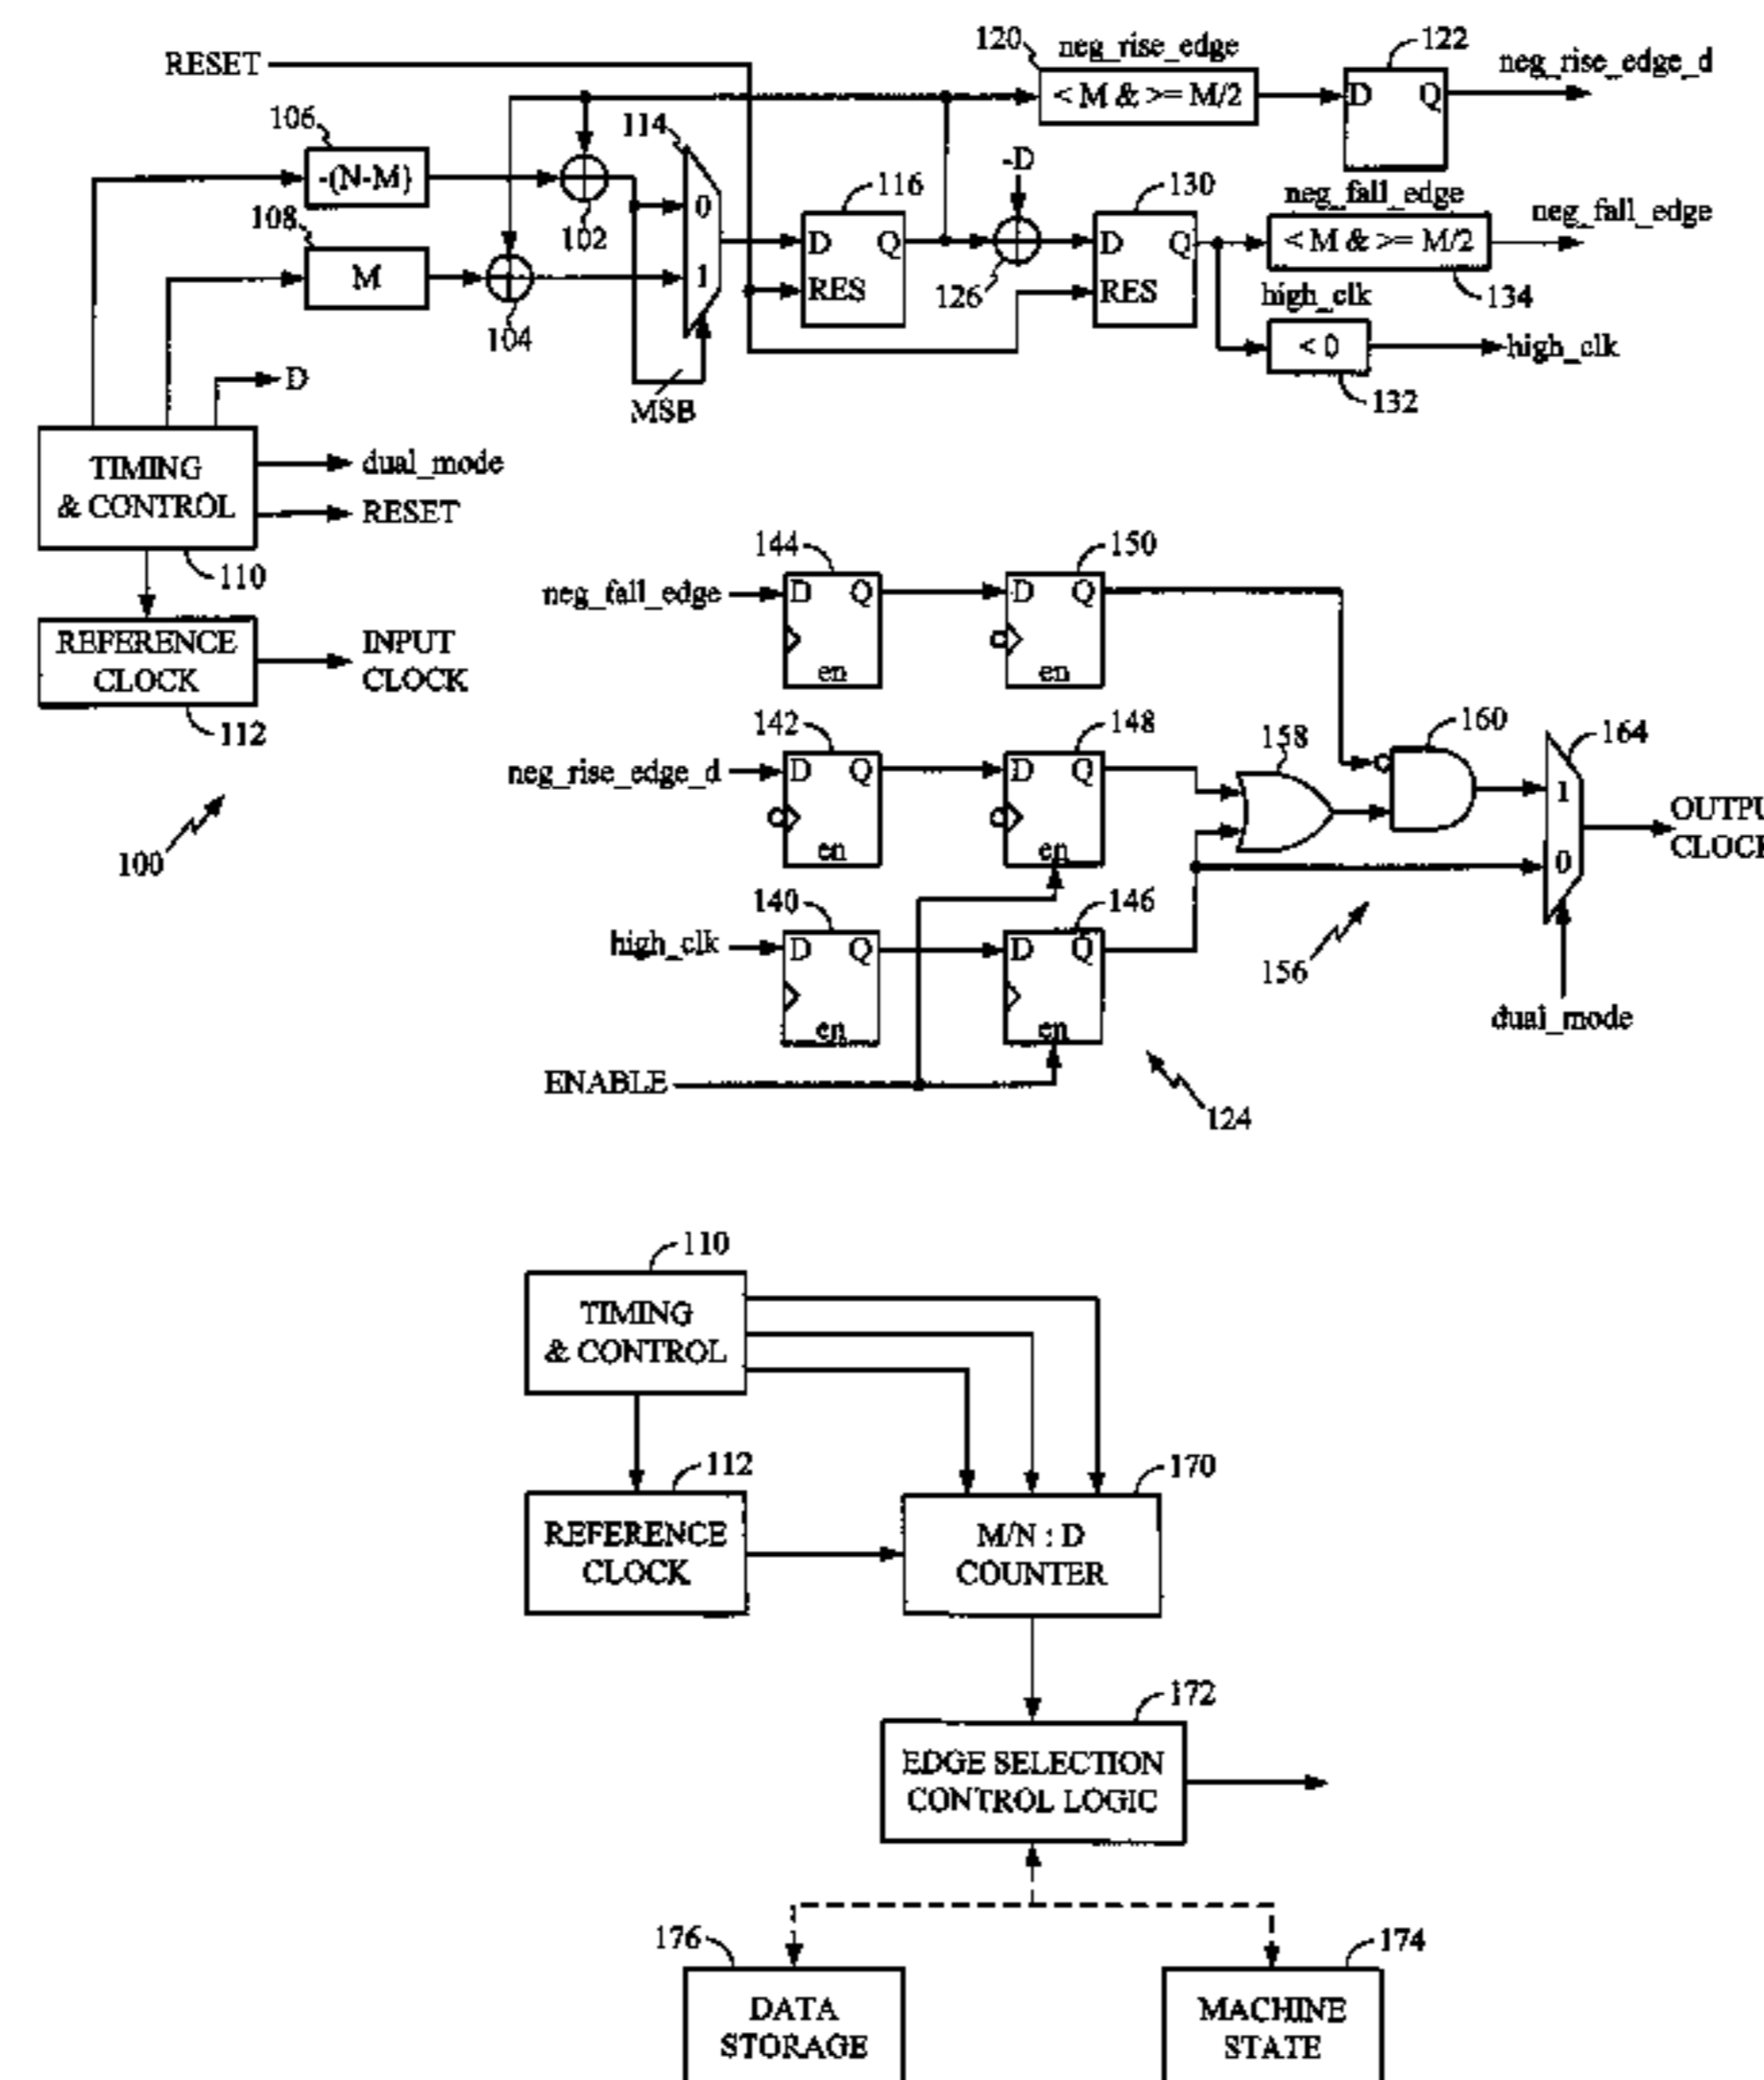 RESET
120
neg_rise_edge
< M & >= M/2
122
D Q
neg_rise_edge_d
106
-(N-M)
102
114
0
1
108
M
104
MSB
116
D Q
RES
-D
126
130
D Q
RES
neg_fall_edge
< M & >= M/2
134
neg_fall_edge
high_clk
< 0
132
high_clk
D
TIMING
& CONTROL
110
dual_mode
RESET
REFERENCE
CLOCK
112
INPUT
CLOCK
100
neg_fall_edge
144
D Q
en
150
D Q
en
neg_rise_edge_d
142
D Q
en
148
D Q
en
high_clk
140
D Q
en
146
D Q
en
ENABLE
124
158
160
156
164
1
0
dual_mode
OUTPU
CLOCK
110
TIMING
& CONTROL
112
REFERENCE
CLOCK
170
M/N : D
COUNTER
172
EDGE SELECTION
CONTROL LOGIC
176
DATA
STORAGE
174
MACHINE
STATE